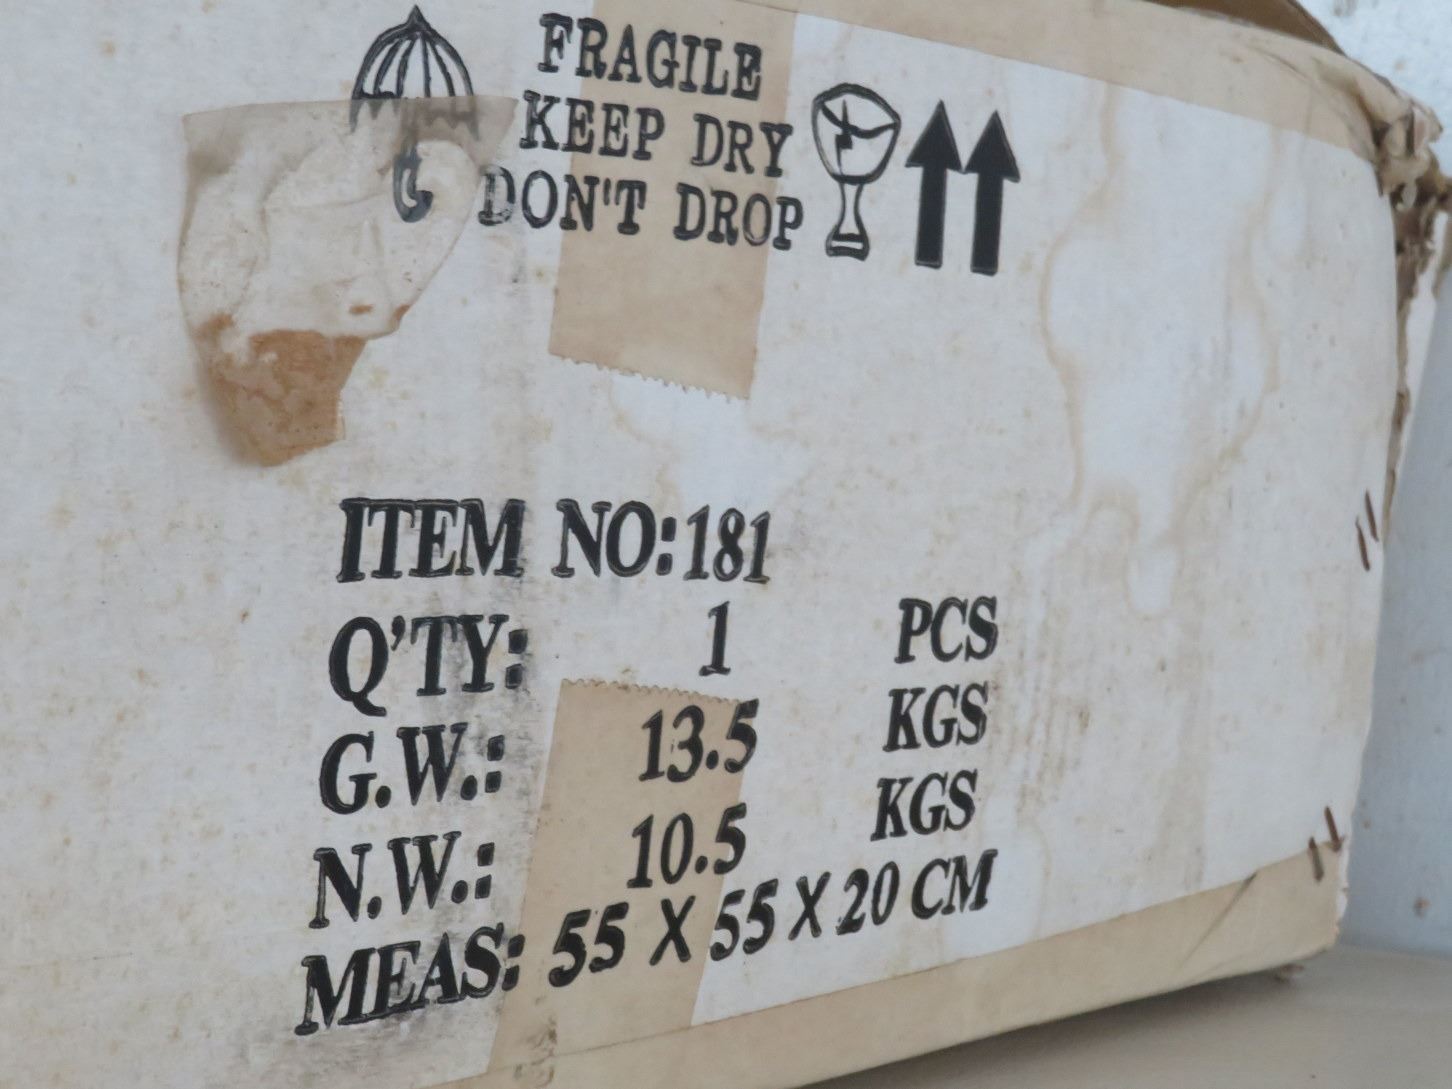 FRAGILE
KEEP DRY
DON'T DROP
ITEM NO:181
Q'TY: 1 PCS
G.W.: 13.5 KGS
N.W.: 10.5 KGS
MEAS: 55 X 55 X 20 CM